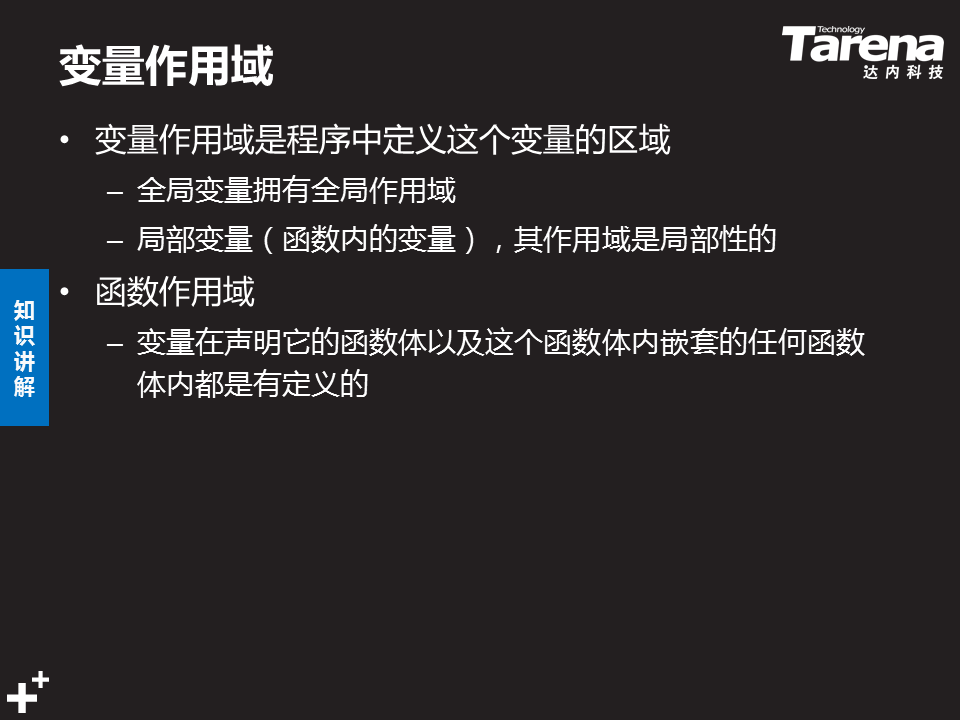 变量作用域
Technology
Tarena
达内科技
• 变量作用域是程序中定义这个变量的区域
– 全局变量拥有全局作用域
– 局部变量（函数内的变量），其作用域是局部性的
• 函数作用域
– 变量在声明它的函数体以及这个函数体内嵌套的任何函数
体内都是有定义的
知
识
讲
解